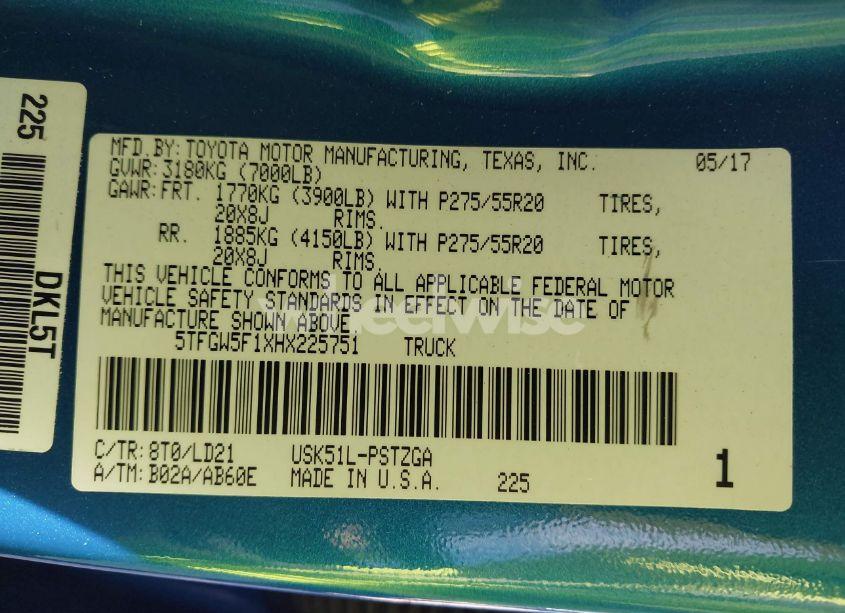 225
DKL5T
MFD.BY:TOYOTA MOTOR MANUFACTURING, TEXAS, INC. 05/17
GVWR:3180KG (7000LB)
GAWR:FRT. 1770KG (3900LB) WITH P275/55R20 TIRES,
20X8J RIMS.
RR. 1885KG (4150LB) WITH P275/55R20 TIRES,
20X8J RIMS.
THIS VEHICLE CONFORMS TO ALL APPLICABLE FEDERAL MOTOR
VEHICLE SAFETY STANDARDS IN EFFECT ON THE DATE OF
MANUFACTURE SHOWN ABOVE.
wheelwise
5TFGW5F1XHX225751 TRUCK
C/TR:8T0/LD21 USK51L-PSTZGA
A/TM:B02A/AB60E MADE IN U.S.A. 225 1